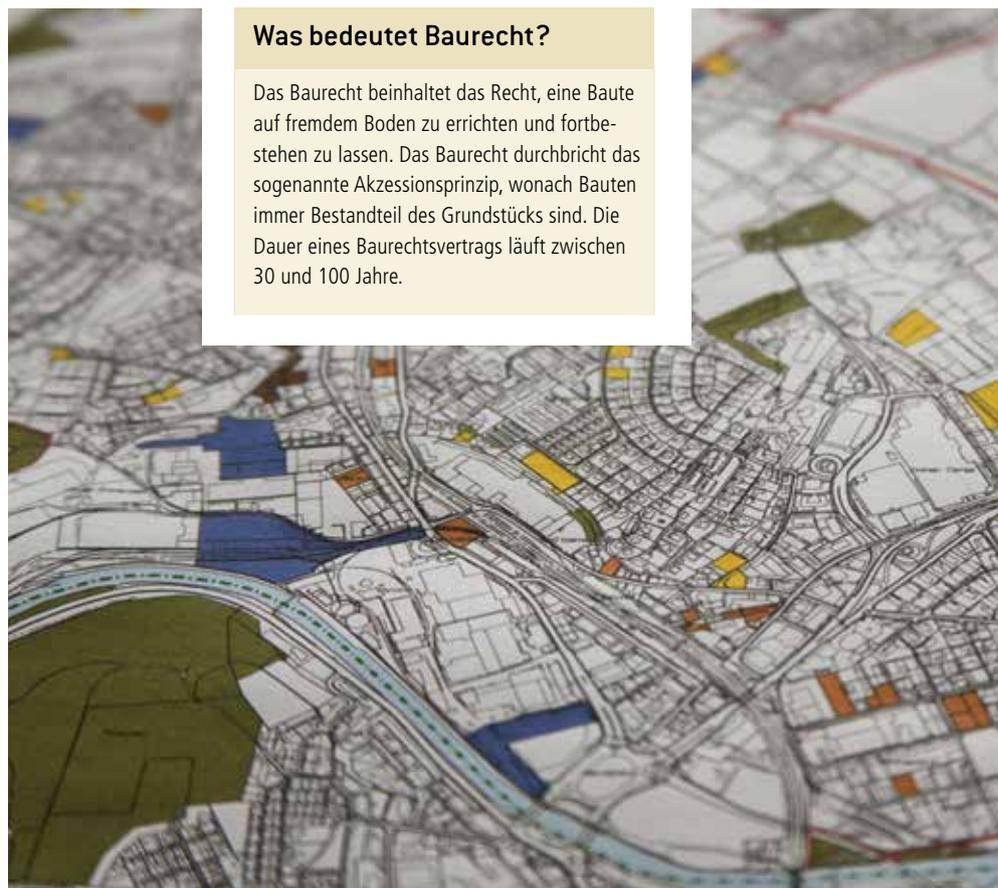 Was bedeutet Baurecht?
Das Baurecht beinhaltet das Recht, eine Baute
auf fremdem Boden zu errichten und fortbe-
stehen zu lassen. Das Baurecht durchbricht das
sogenannte Akzessionsprinzip, wonach Bauten
immer Bestandteil des Grundstücks sind. Die
Dauer eines Baurechtsvertrags läuft zwischen
30 und 100 Jahre.